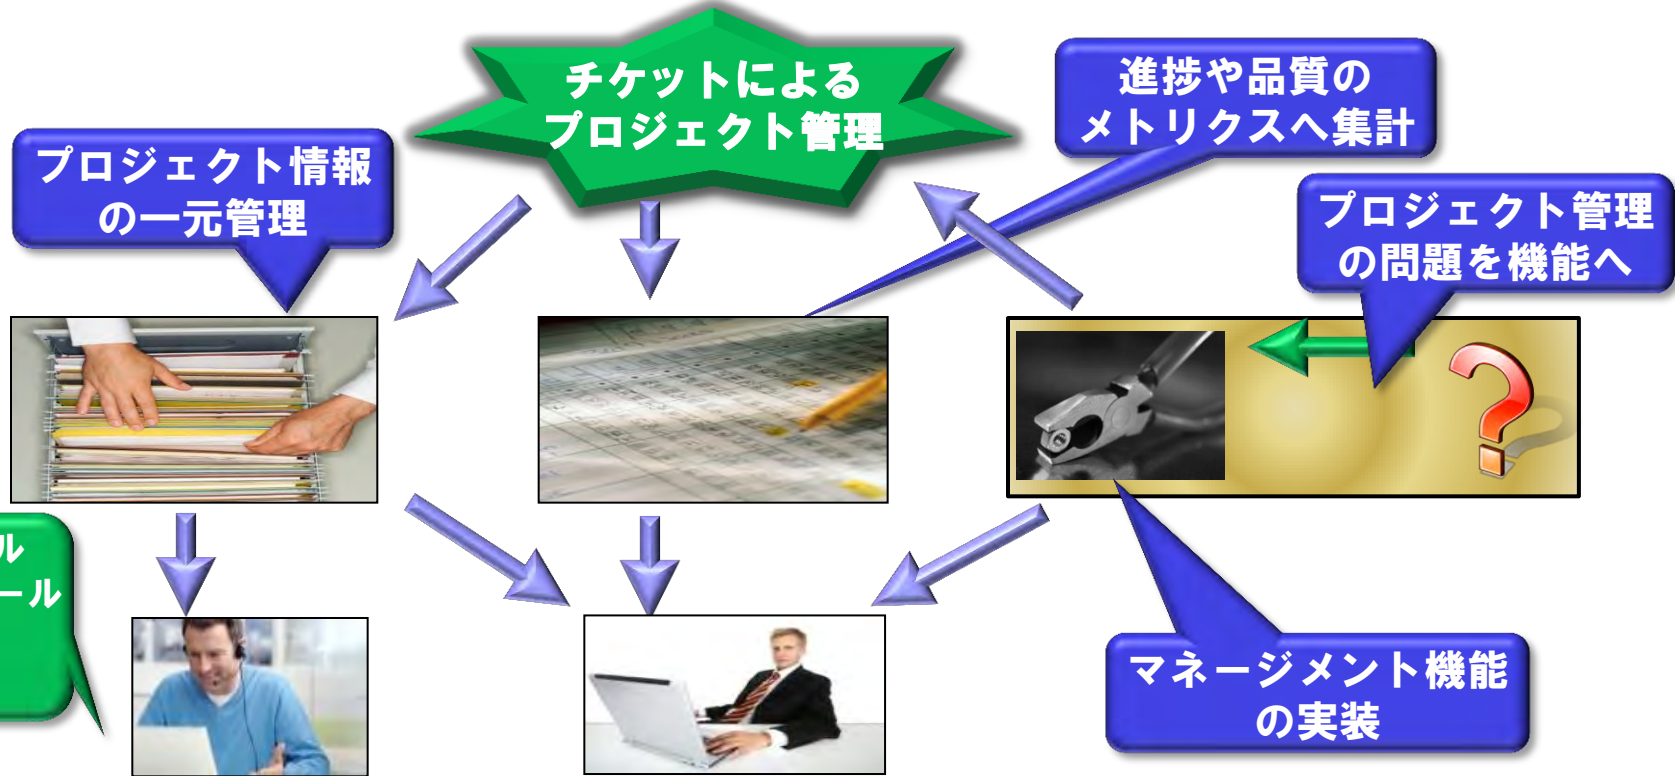 チケットによる
プロジェクト管理
進捗や品質の
メトリクスへ集計
プロジェクト情報
の一元管理
プロジェクト管理
の問題を機能へ
ル
ール
マネージメント機能
の実装